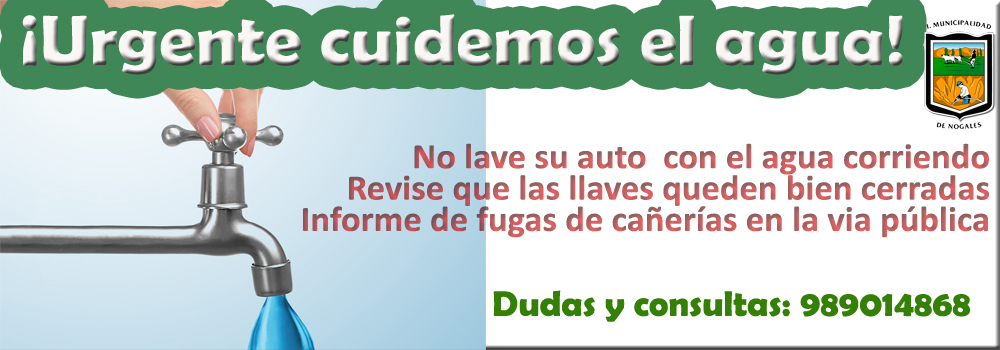 ¡Urgente cuidemos el agua!
I. MUNICIPALIDAD
DE NOGALES
No lave su auto con el agua corriendo
Revise que las llaves queden bien cerradas
Informe de fugas de cañerías en la via pública
Dudas y consultas: 989014868